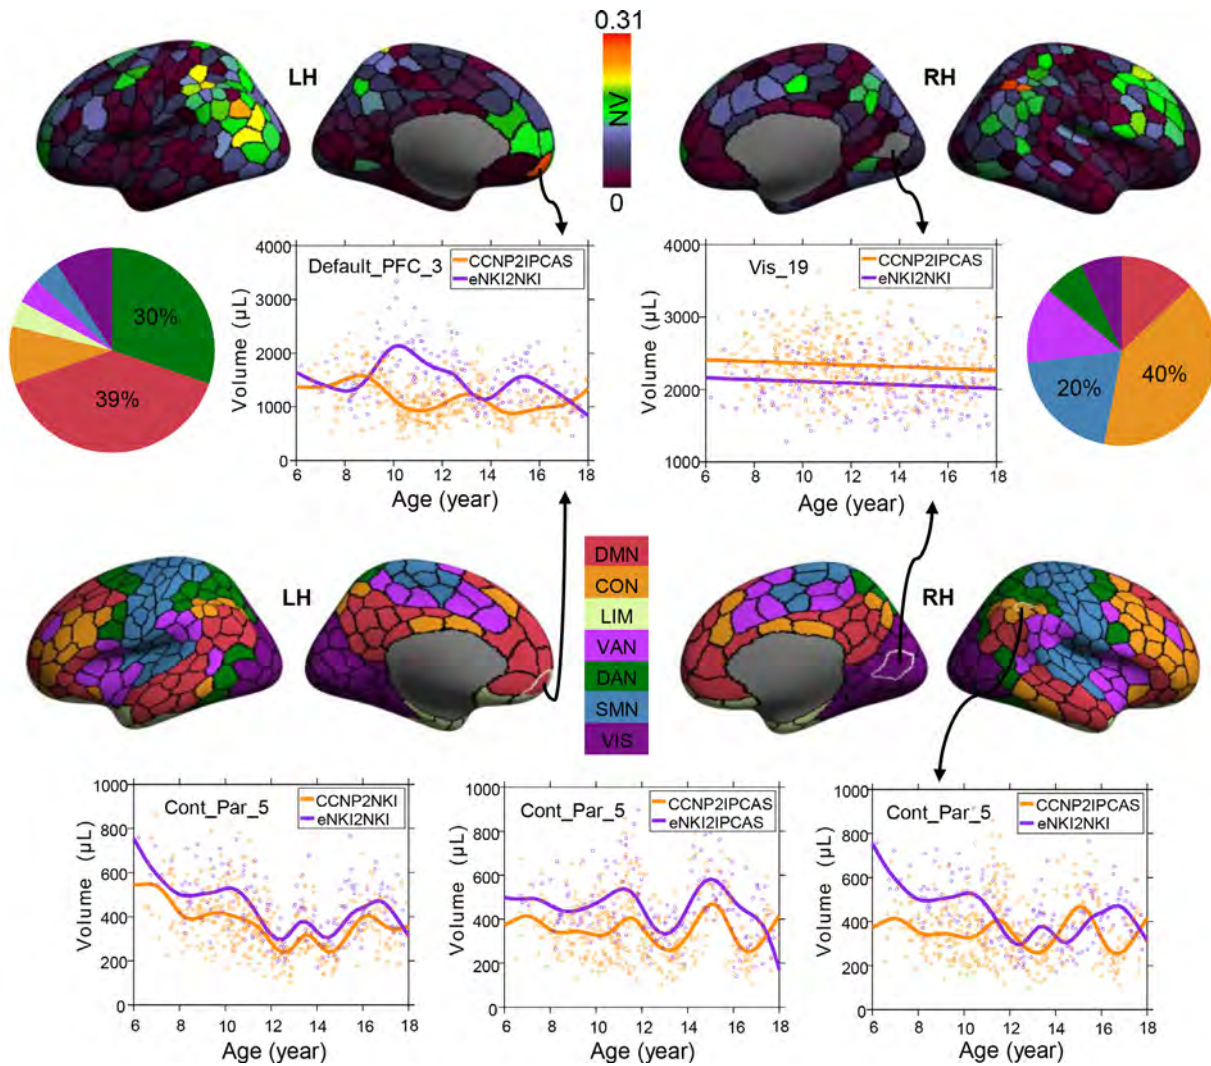 0.31
LH
NV
RH
0
4000
Default_PFC_3
CCNP2IPCAS
eNKI2NKI
3000
2000
1000
0
Volume (µL)
6 8 10 12 14 16 18
Age (year)
30%
39%
4000
Vis_19
CCNP2IPCAS
eNKI2NKI
3000
2000
1000
Volume (µL)
6 8 10 12 14 16 18
Age (year)
40%
20%
LH
DMN
CON
LIM
VAN
DAN
SMN
VIS
RH
1000
Cont_Par_5
CCNP2NKI
eNKI2NKI
800
600
400
200
0
Volume (µL)
6 8 10 12 14 16 18
Age (year)
1000
Cont_Par_5
CCNP2IPCAS
eNKI2IPCAS
800
600
400
200
0
Volume (µL)
6 8 10 12 14 16 18
Age (year)
1000
Cont_Par_5
CCNP2IPCAS
eNKI2NKI
800
600
400
200
0
Volume (µL)
6 8 10 12 14 16 18
Age (year)